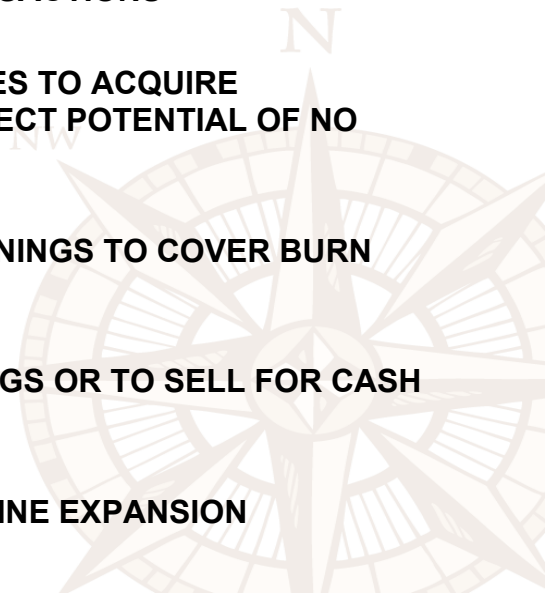 N
ES TO ACQUIRE
ECT POTENTIAL OF NO
NW
NINGS TO COVER BURN
GS OR TO SELL FOR CASH
INE EXPANSION